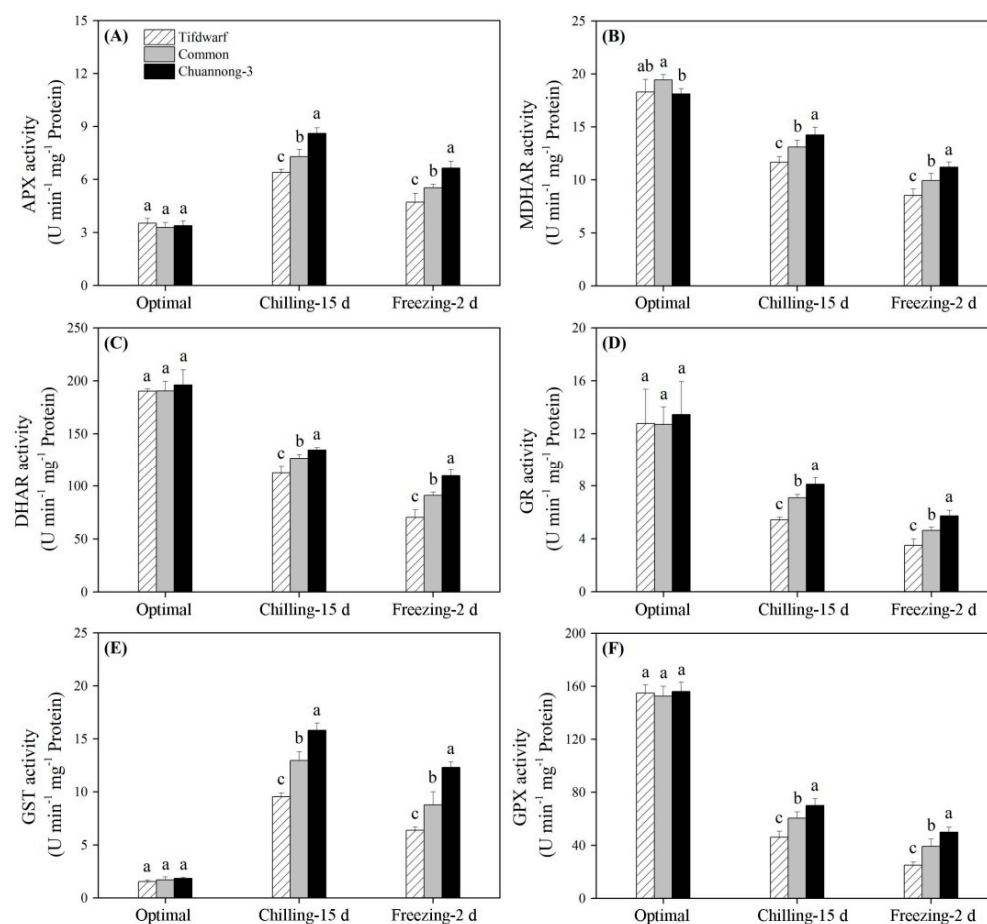 (A)
Tifdwarf
Common
Chuannong-3
APX activity
(U min⁻¹ mg⁻¹ Protein)
15
12
9
6
3
0
a a a
c b a
c b a
Optimal Chilling-15 d Freezing-2 d
(B)
MDHAR activity
(U min⁻¹ mg⁻¹ Protein)
25
20
15
10
5
0
ab a b
c b a
c b a
Optimal Chilling-15 d Freezing-2 d
(C)
DHAR activity
(U min⁻¹ mg⁻¹ Protein)
250
200
150
100
50
0
a a a
c b a
c b a
Optimal Chilling-15 d Freezing-2 d
(D)
GR activity
(U min⁻¹ mg⁻¹ Protein)
20
16
12
8
4
0
a a a
c b a
c b a
Optimal Chilling-15 d Freezing-2 d
(E)
GST activity
(U min⁻¹ mg⁻¹ Protein)
25
20
15
10
5
0
a a a
c b a
c b a
Optimal Chilling-15 d Freezing-2 d
(F)
GPX activity
(U min⁻¹ mg⁻¹ Protein)
200
160
120
80
40
0
a a a
c b a
c b a
Optimal Chilling-15 d Freezing-2 d